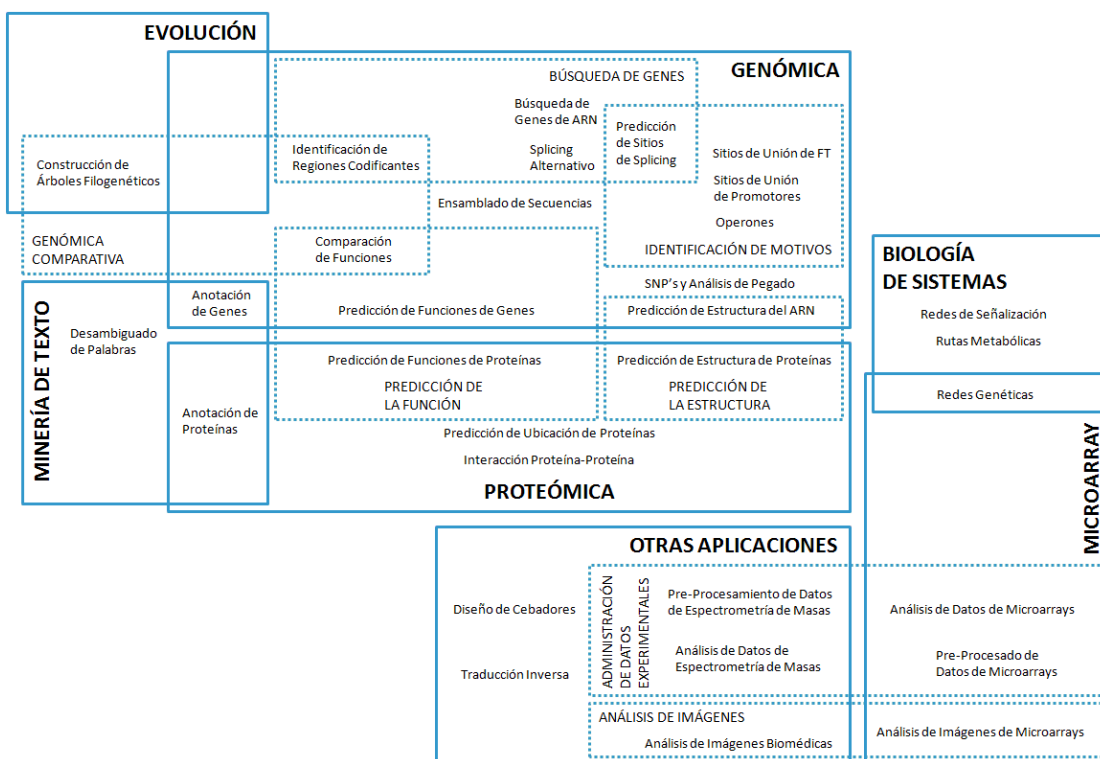 EVOLUCIÓN
GENÓMICA
BÚSQUEDA DE GENES
Búsqueda de
Genes de ARN
Predicción
de Sitios
de Splicing
Identificación de
Regiones Codificantes
Splicing
Alternativo
Construcción de
Árboles Filogenéticos
Sitios de Unión de FT
Sitios de Unión
de Promotores
Operones
IDENTIFICACIÓN DE MOTIVOS
Ensamblado de Secuencias
GENÓMICA
COMPARATIVA
Comparación
de Funciones
SNP's y Análisis de Pegado
Anotación
de Genes
Predicción de Funciones de Genes
Predicción de Estructura del ARN
BIOLOGÍA
DE SISTEMAS
Redes de Señalización
Rutas Metabólicas
Redes Genéticas
MINERÍA DE TEXTO
Desambiguado
de Palabras
Predicción de Funciones de Proteínas
Predicción de Estructura de Proteínas
PREDICCIÓN DE
LA FUNCIÓN
PREDICCIÓN DE
LA ESTRUCTURA
Anotación de
Proteínas
Predicción de Ubicación de Proteínas
Interacción Proteína-Proteína
PROTEÓMICA
MICROARRAY
OTRAS APLICACIONES
Diseño de Cebadores
Traducción Inversa
ADMINISTRACIÓN
DE DATOS
EXPERIMENTALES
Pre-Procesamiento de Datos
de Espectrometría de Masas
Análisis de Datos de
Espectrometría de Masas
Análisis de Datos de Microarrays
Pre-Procesado de
Datos de Microarrays
ANÁLISIS DE IMÁGENES
Análisis de Imágenes Biomédicas
Análisis de Imágenes de Microarrays